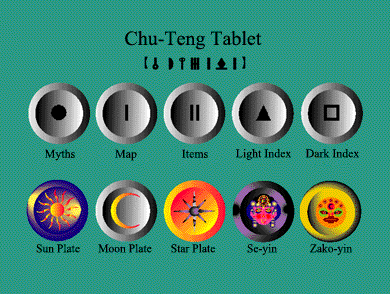 Chu-Teng Tablet
Myths Map Items Light Index Dark Index
Sun Plate Moon Plate Star Plate Se-yin Zako-yin